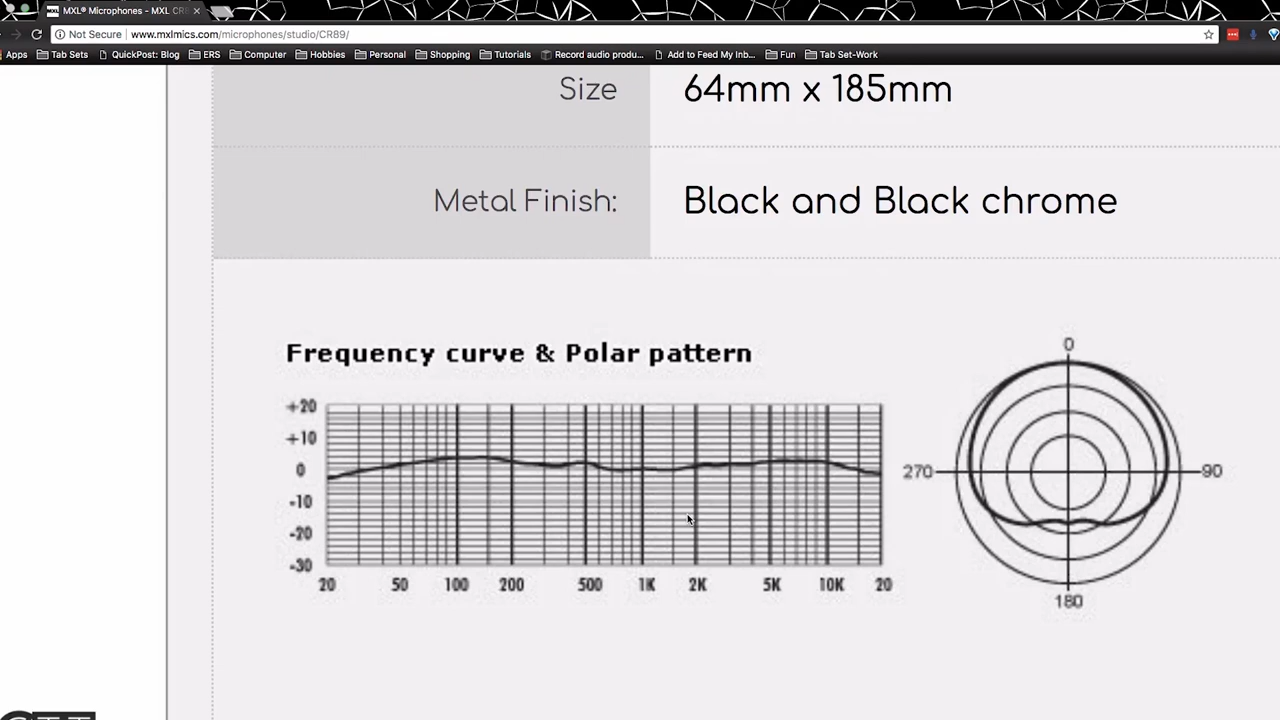 MXL® Microphones - MXL CR
Not Secure | www.mxlmics.com/microphones/studio/CR89/
Apps Tab Sets QuickPost: Blog ERS Computer Hobbies Personal Shopping Tutorials Record audio produ... Add to Feed My Inb... Fun Tab Set-Work
Size 64mm x 185mm
Metal Finish: Black and Black chrome
Frequency curve & Polar pattern
+20
+10
0
-10
-20
-30
20 50 100 200 500 1K 2K 5K 10K 20
0
270 90
180